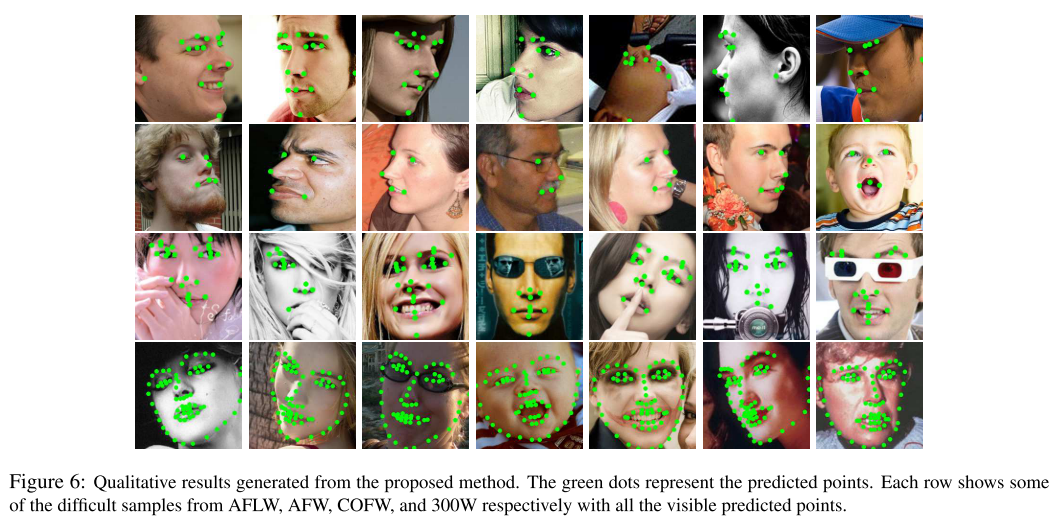 Figure 6: Qualitative results generated from the proposed method. The green dots represent the predicted points. Each row shows some
of the difficult samples from AFLW, AFW, COFW, and 300W respectively with all the visible predicted points.